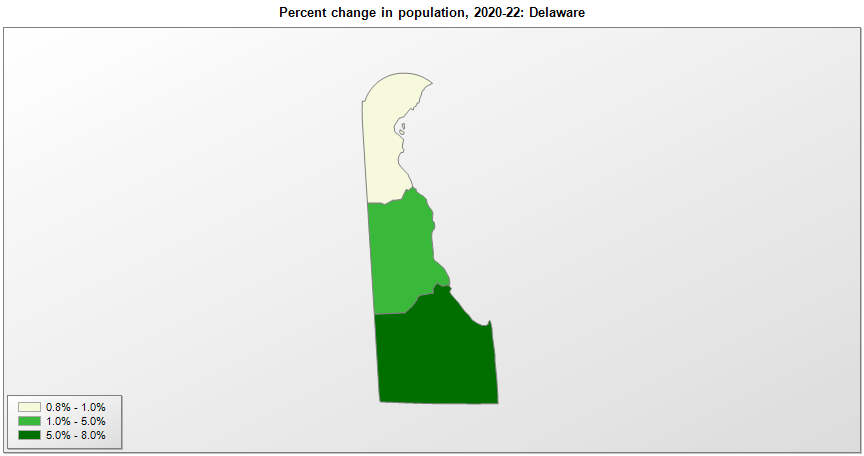 Percent change in population, 2020-22: Delaware
0.8% - 1.0%
1.0% - 5.0%
5.0% - 8.0%